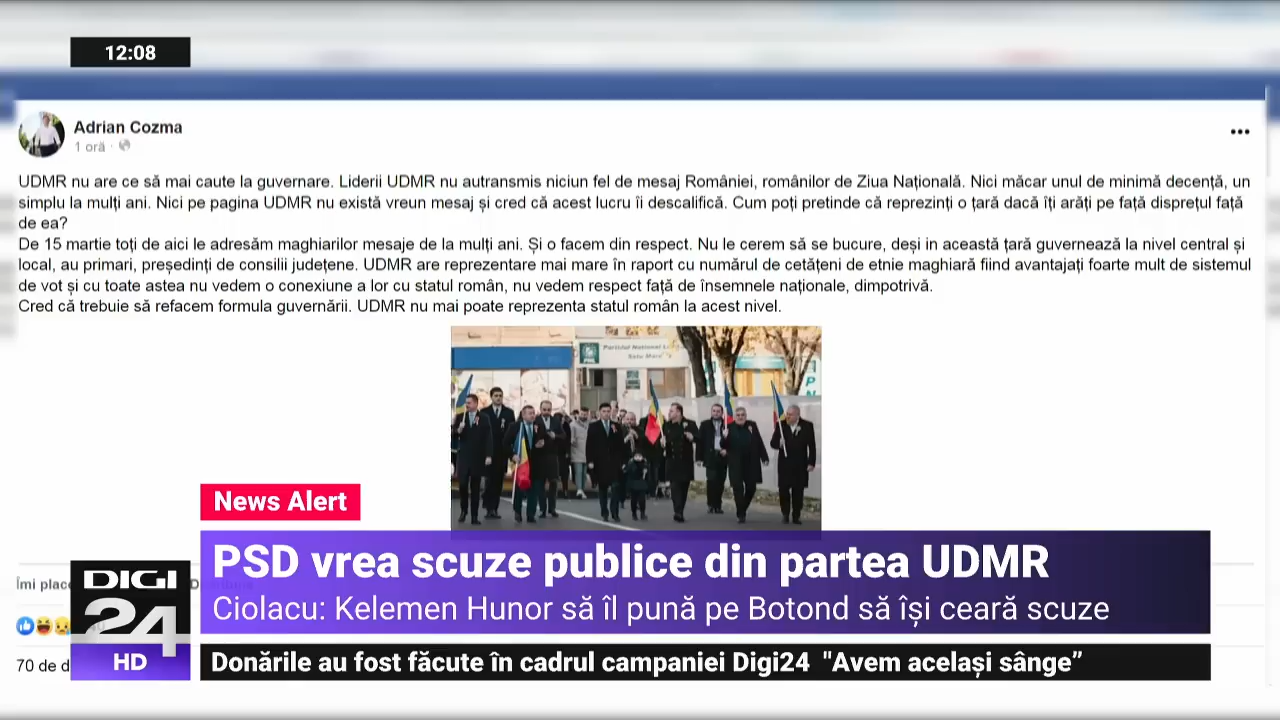 12:08
Adrian Cozma
1 oră ·
UDMR nu are ce să mai caute la guvernare. Liderii UDMR nu autransmis niciun fel de mesaj României, românilor de Ziua Națională. Nici măcar unul de minimă decență, un
simplu la mulți ani. Nici pe pagina UDMR nu există vreun mesaj și cred că acest lucru îi descalifică. Cum poți pretinde că reprezinți o țară dacă îți arăți pe față disprețul față
de ea?
De 15 martie toți de aici le adresăm maghiarilor mesaje de la mulți ani. Și o facem din respect. Nu le cerem să se bucure, deși in această țară guvernează la nivel central și
local, au primari, președinți de consilii județene. UDMR are reprezentare mai mare în raport cu numărul de cetățeni de etnie maghiară fiind avantajați foarte mult de sistemul
de vot și cu toate astea nu vedem o conexiune a lor cu statul român, nu vedem respect față de însemnele naționale, dimpotrivă.
Cred că trebuie să refacem formula guvernării. UDMR nu mai poate reprezenta statul român la acest nivel.
Partidul Național
Satu Mare
News Alert
PSD vrea scuze publice din partea UDMR
Ciolacu: Kelemen Hunor să îl pună pe Botond să își ceară scuze
Îmi place
DIGI
24
HD
70 de
Donările au fost făcute în cadrul campaniei Digi24 "Avem același sânge”